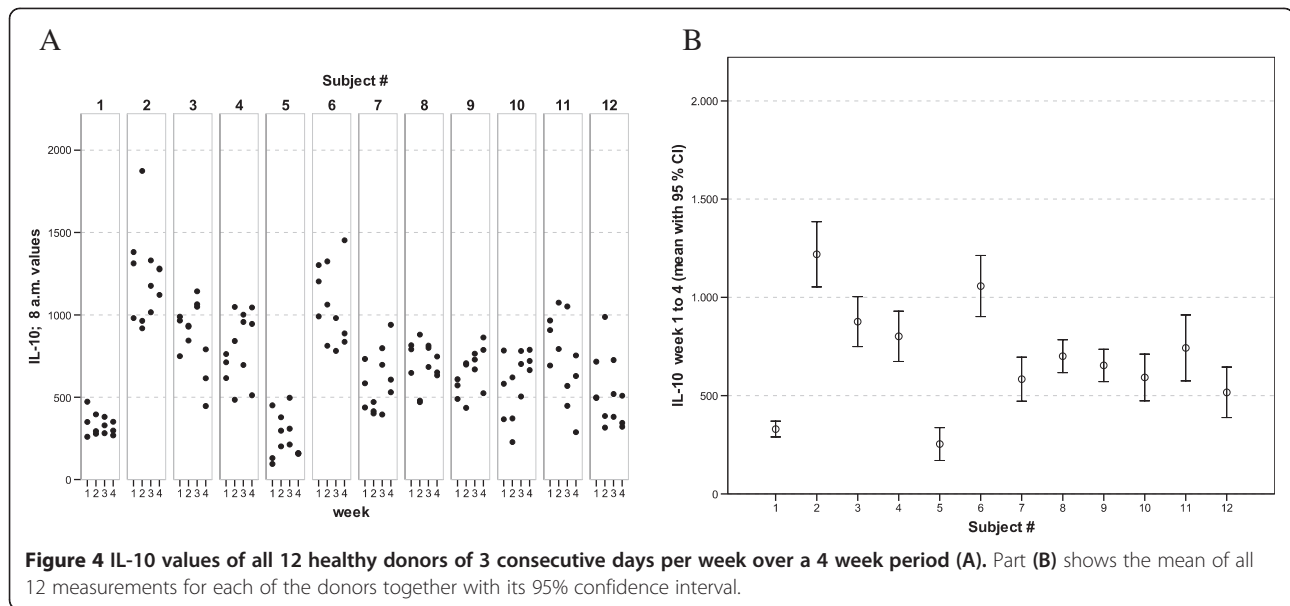 A
Subject #
1 2 3 4 5 6 7 8 9 10 11 12
IL-10; 8 a.m. values
2000
1500
1000
500
0
1 2 3 4 1 2 3 4 1 2 3 4 1 2 3 4 1 2 3 4 1 2 3 4 1 2 3 4 1 2 3 4 1 2 3 4 1 2 3 4 1 2 3 4 1 2 3 4
week
B
IL-10 week 1 to 4 (mean with 95 % CI)
2.000
1.500
1.000
500
0
1 2 3 4 5 6 7 8 9 10 11 12
Subject #
Figure 4 IL-10 values of all 12 healthy donors of 3 consecutive days per week over a 4 week period (A). Part (B) shows the mean of all
12 measurements for each of the donors together with its 95% confidence interval.